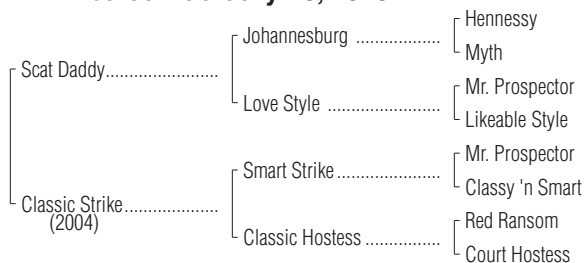 Hennessy
Johannesburg ...................
Myth
Scat Daddy.........................
Mr. Prospector
Love Style .........................
Likeable Style
Mr. Prospector
Smart Strike .......................
Classy 'n Smart
Classic Strike.....................
(2004)
Red Ransom
Classic Hostess ................
Court Hostess